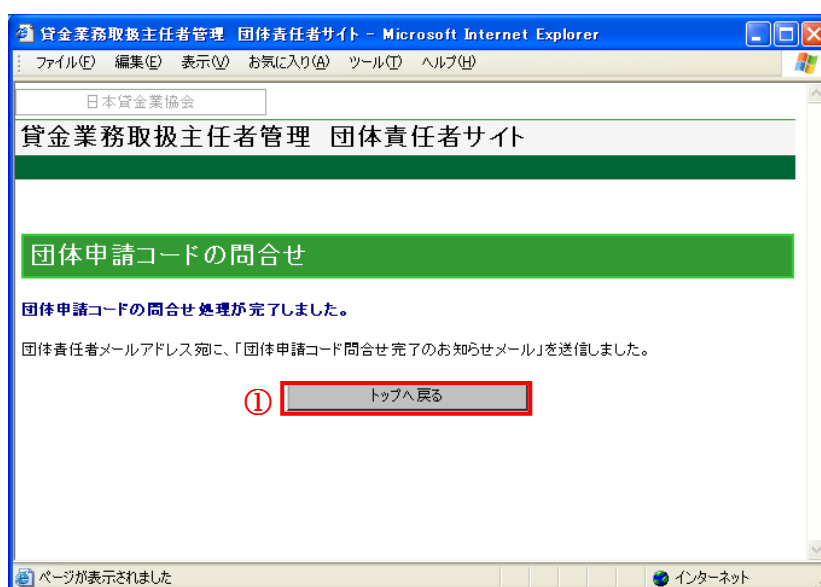 貸金業務取扱主任者管理 団体責任者サイト - Microsoft Internet Explorer
ファイル(F) 編集(E) 表示(V) お気に入り(A) ツール(T) ヘルプ(H)
日本貸金業協会
貸金業務取扱主任者管理 団体責任者サイト
団体申請コードの問合せ
団体申請コードの問合せ処理が完了しました。
団体責任者メールアドレス宛に、「団体申請コード問合せ完了のお知らせメール」を送信しました。
① トップへ戻る
ページが表示されました インターネット